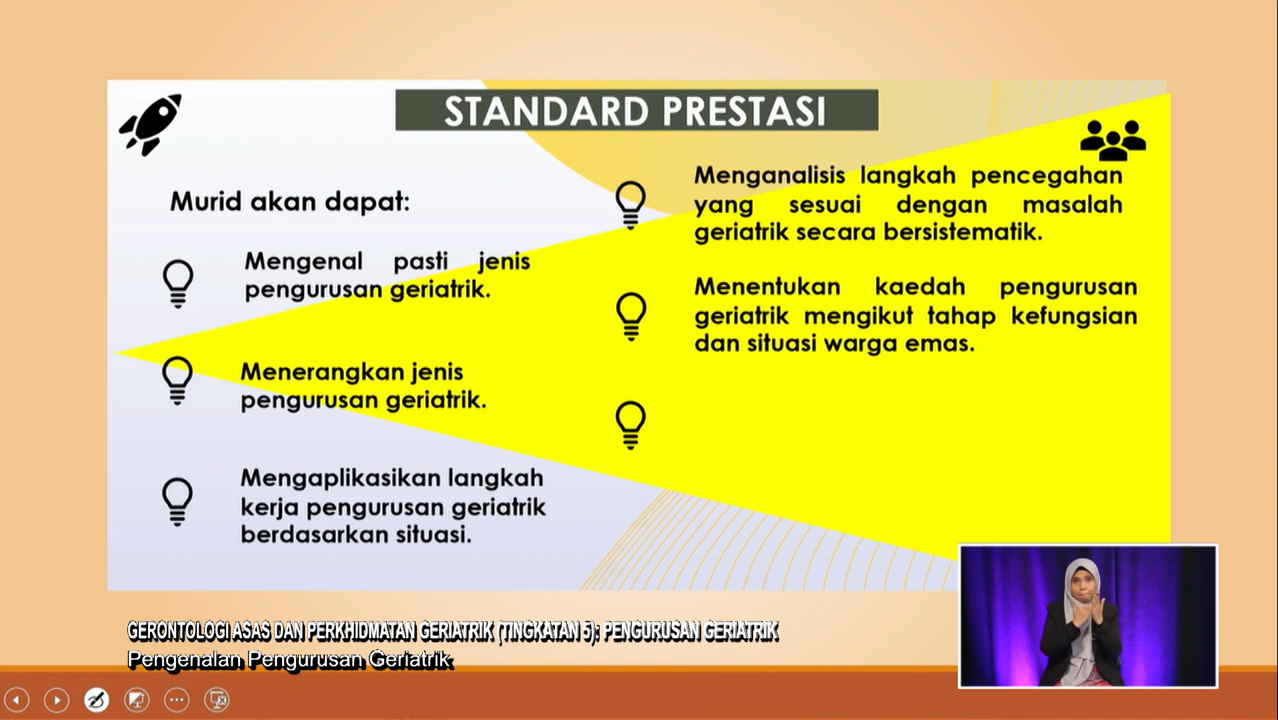 STANDARD PRESTASI
Murid akan dapat:
Mengenal pasti jenis
pengurusan geriatrik.
Menerangkan jenis
pengurusan geriatrik.
Mengaplikasikan langkah
kerja pengurusan geriatrik
berdasarkan situasi.
Menganalisis langkah pencegahan
yang sesuai dengan masalah
geriatrik secara bersistematik.
Menentukan kaedah pengurusan
geriatrik mengikut tahap kefungsian
dan situasi warga emas.
GERONTOLOGI ASAS DAN PERKHIDMATAN GERIATRIK (TINGKATAN 5): PENGURUSAN GERIATRIK
Pengenalan Pengurusan Geriatrik